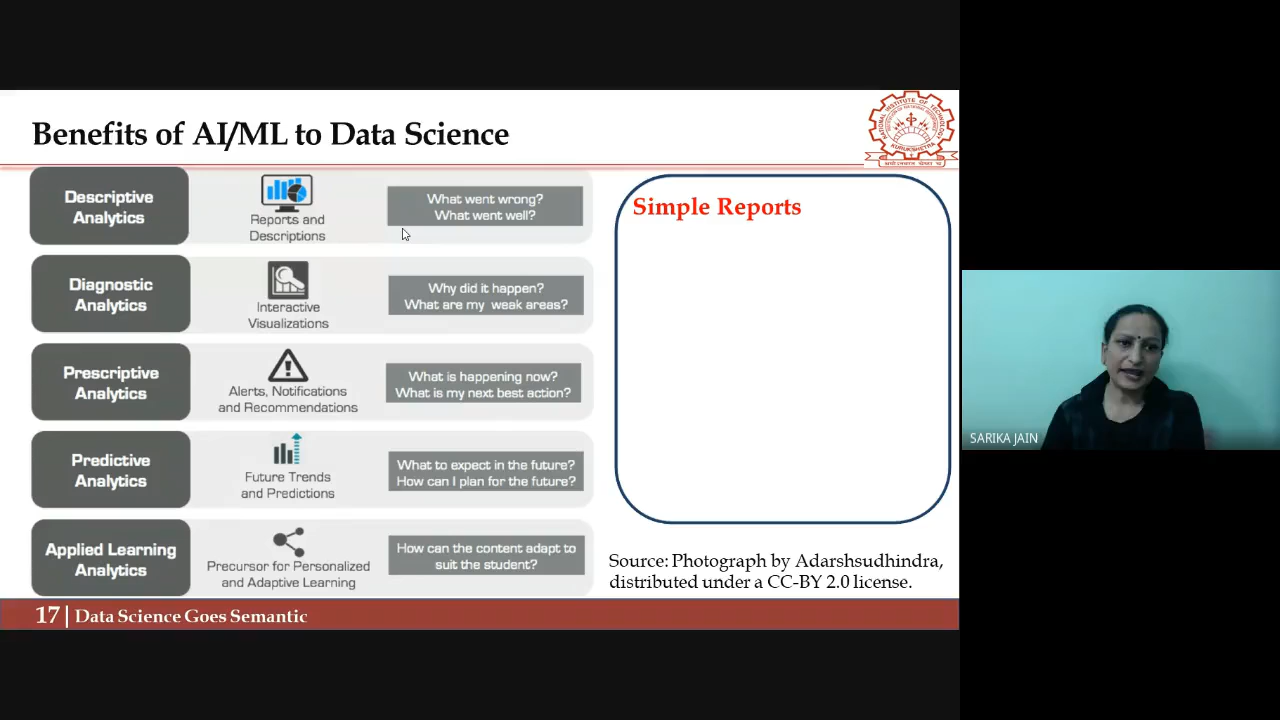 Benefits of AI/ML to Data Science
NATIONAL INSTITUTE OF TECHNOLOGY
KURUKSHETRA
Descriptive
Analytics
Reports and
Descriptions
What went wrong?
What went well?
Diagnostic
Analytics
Interactive
Visualizations
Why did it happen?
What are my weak areas?
Prescriptive
Analytics
Alerts, Notifications
and Recommendations
What is happening now?
What is my next best action?
Predictive
Analytics
Future Trends
and Predictions
What to expect in the future?
How can I plan for the future?
Applied Learning
Analytics
Precursor for Personalized
and Adaptive Learning
How can the content adapt to
suit the student?
Simple Reports
Source: Photograph by Adarshsudhindra,
distributed under a CC-BY 2.0 license.
17| Data Science Goes Semantic
SARIKA JAIN